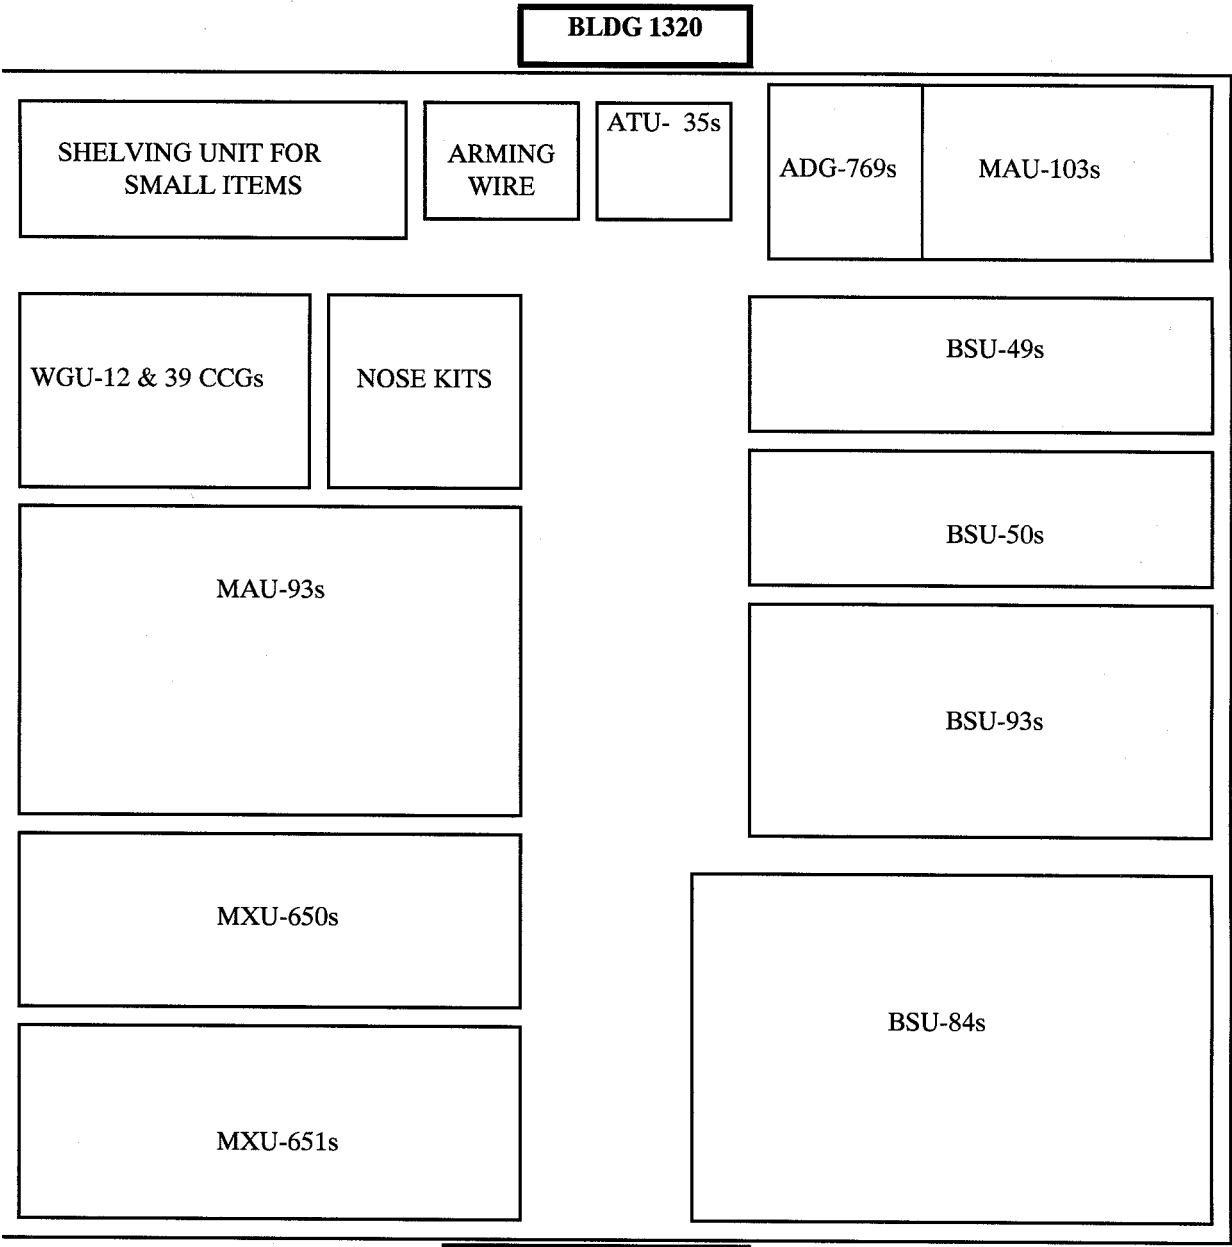 BLDG 1320
SHELVING UNIT FOR
SMALL ITEMS
ARMING
WIRE
ATU- 35s
ADG-769s
MAU-103s
WGU-12 & 39 CCGs
NOSE KITS
BSU-49s
BSU-50s
MAU-93s
BSU-93s
MXU-650s
BSU-84s
MXU-651s